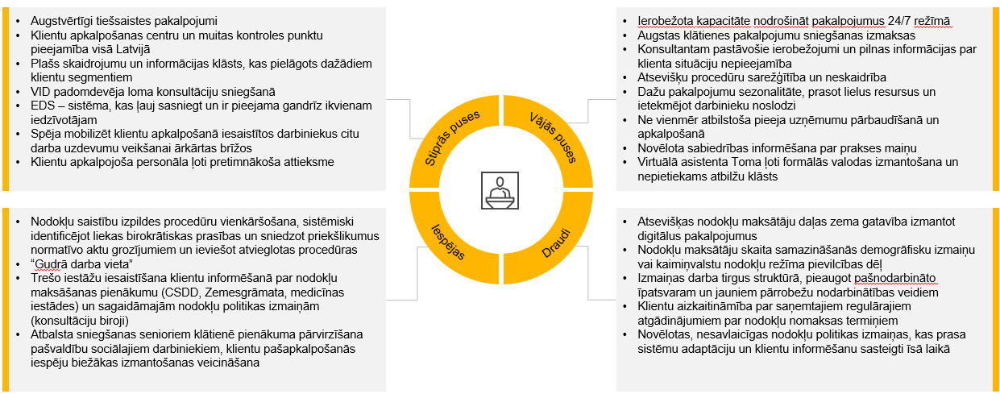 • Augstvērtīgi tiešsaistes pakalpojumi
• Klientu apkalpošanas centru un muitas kontroles punktu
pieejamība visā Latvijā
• Plašs skaidrojumu un informācijas klāsts, kas pielāgots dažādiem
klientu segmentiem
• VID padomdevēja loma konsultāciju sniegšanā
• EDS – sistēma, kas ļauj sasniegt un ir pieejama gandrīz ikvienam
iedzīvotājam
• Spēja mobilizēt klientu apkalpošanā iesaistītos darbiniekus citu
darba uzdevumu veikšanai ārkārtas brīžos
• Klientu apkalpojoša personāla ļoti pretimnākoša attieksme
• Ierobežota kapacitāte nodrošināt pakalpojumus 24/7 režīmā
• Augstas klātienes pakalpojumu sniegšanas izmaksas
• Konsultantam pastāvošie ierobežojumi un pilnas informācijas par
klienta situāciju nepieejamība
• Atsevišķu procedūru sarežģītība un neskaidrība
• Dažu pakalpojumu sezonalitāte, prasot lielus resursus un
ietekmējot darbinieku noslodzi
• Ne vienmēr atbilstoša pieeja uzņēmumu pārbaudīšanā un
apkalpošanā
• Novēlota sabiedrības informēšana par prakses maiņu
• Virtuālā asistenta Toma ļoti formālās valodas izmantošana un
nepietiekams atbilžu klāsts
Stiprās puses
Vājās puses
Iespējas
Draudi
• Nodokļu saistību izpildes procedūru vienkāršošana, sistēmiski
identificējot liekas birokrātiskas prasības un sniedzot priekšlikumus
normatīvo aktu grozījumiem un ieviešot atvieglotas procedūras
• “Gudrā darba vieta”
• Trešo iestāžu iesaistīšana klientu informēšanā par nodokļu
maksāšanas pienākumu (CSDD, Zemesgrāmata, medicīnas
iestādes) un sagaidāmajām nodokļu politikas izmaiņām
(konsultāciju biroji)
• Atbalsta sniegšanas senioriem klātienē pienākuma pārvirzīšana
pašvaldību sociālajiem darbiniekiem, klientu pašapkalpošanās
iespēju biežākas izmantošanas veicināšana
• Atsevišķas nodokļu maksātāju daļas zema gatavība izmantot
digitālus pakalpojumus
• Nodokļu maksātāju skaita samazināšanās demogrāfisku izmaiņu
vai kaimiņvalstu nodokļu režīma pievilcības dēļ
• Izmaiņas darba tirgus struktūrā, pieaugot pašnodarbināto
īpatsvaram un jauniem pārrobežu nodarbinātības veidiem
• Klientu aizkaitināmība par saņemtajiem regulārajiem
atgādinājumiem par nodokļu nomaksas termiņiem
• Novēlotas, nesavlaicīgas nodokļu politikas izmaiņas, kas prasa
sistēmu adaptāciju un klientu informēšanu sasteigti īsā laikā